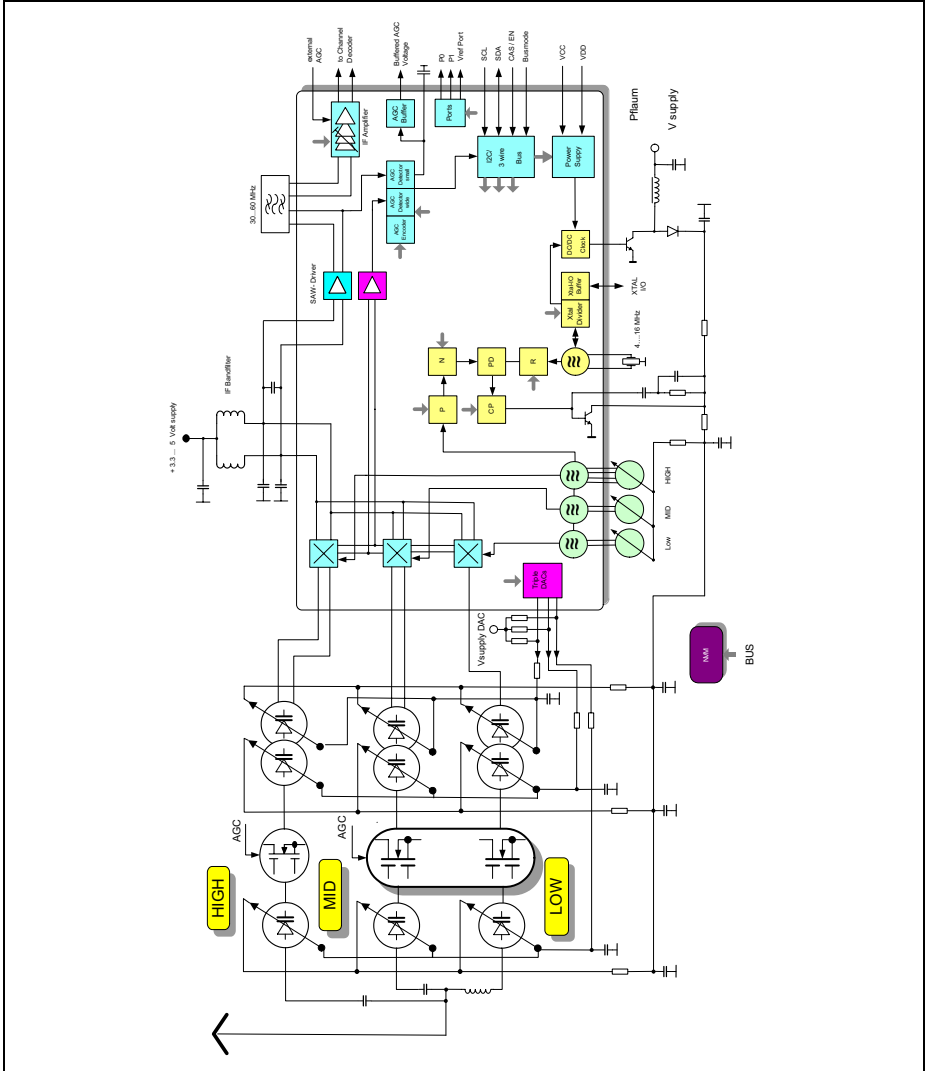 external
AGC
to Channel
Decoder
Buffered AGC
Voltage
P0
P1
Vref Port
SCL
SDA
CAS / EN
Busmode
VCC
VDD
30...60 MHz
IF Amplifier
AGC
Buffer
Ports
I2C/
3 wire
Bus
Power
Suppy
Pflaum
V supply
AGC
Encoder
AGC
Detector
wide
AGC
Detector
small
SAW- Driver
DC/DC
Clock
Xtal
Divider
Xtal-I/O
Buffer
XTAL
I/O
4....16 MHz
N
PD
R
P
CP
IF Bandfilter
+ 3.3 ... 5 Volt supply
Low
MID
HIGH
Triple
DACs
Vsupply DAC
NVM
BUS
AGC
AGC
HIGH
MID
LOW